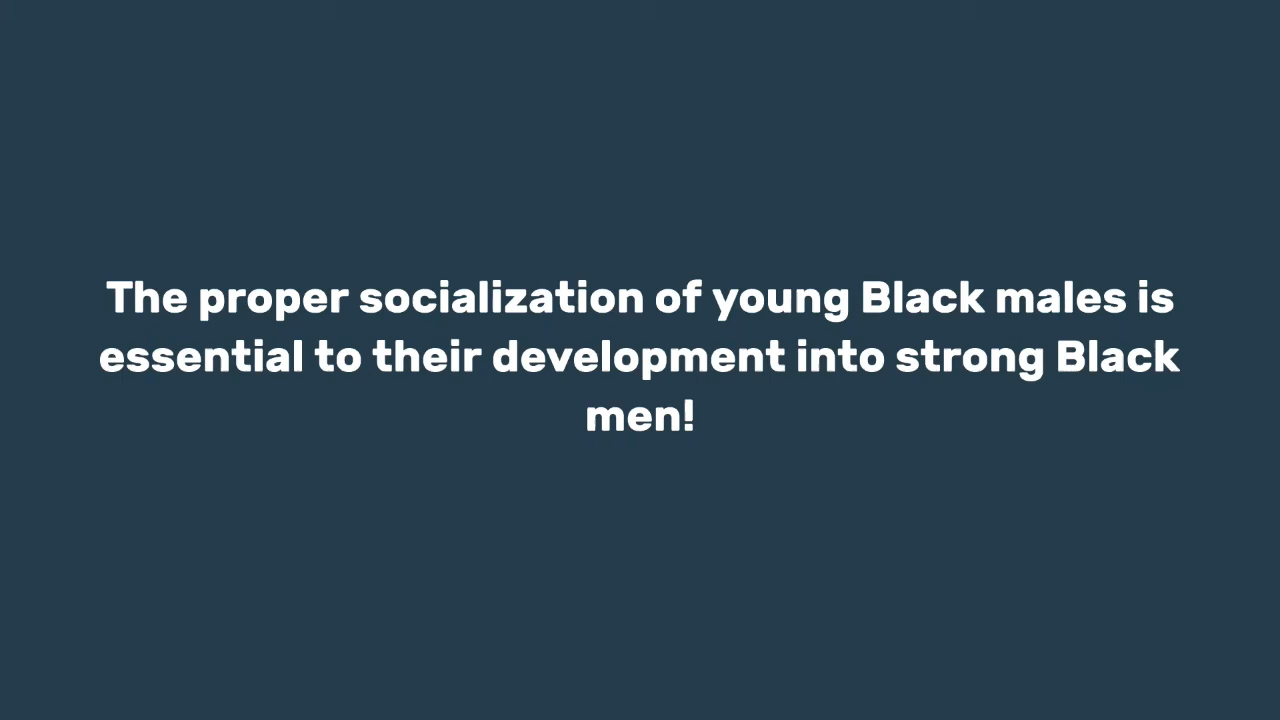 The proper socialization of young Black males is
essential to their development into strong Black
men!